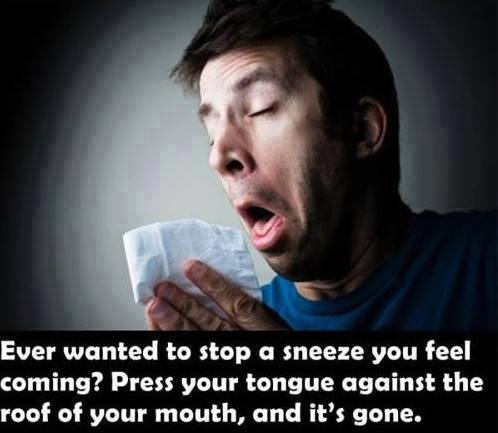 Ever wanted to stop a sneeze you feel
coming? Press your tongue against the
roof of your mouth, and it's gone.